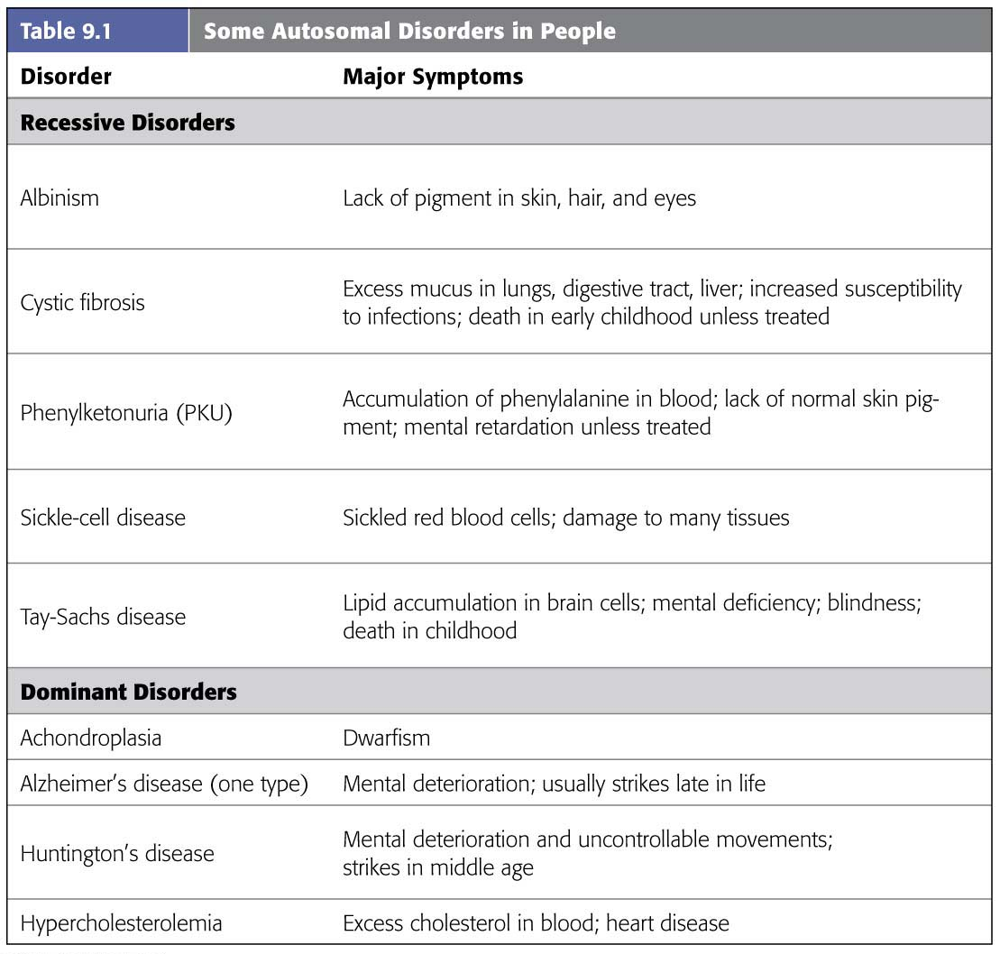 Table 9.1 Some Autosomal Disorders in People
Disorder Major Symptoms
Recessive Disorders
Albinism Lack of pigment in skin, hair, and eyes
Cystic fibrosis Excess mucus in lungs, digestive tract, liver; increased susceptibility
to infections; death in early childhood unless treated
Phenylketonuria (PKU) Accumulation of phenylalanine in blood; lack of normal skin pig-
ment; mental retardation unless treated
Sickle-cell disease Sickled red blood cells; damage to many tissues
Tay-Sachs disease Lipid accumulation in brain cells; mental deficiency; blindness;
death in childhood
Dominant Disorders
Achondroplasia Dwarfism
Alzheimer's disease (one type) Mental deterioration; usually strikes late in life
Huntington's disease Mental deterioration and uncontrollable movements;
strikes in middle age
Hypercholesterolemia Excess cholesterol in blood; heart disease